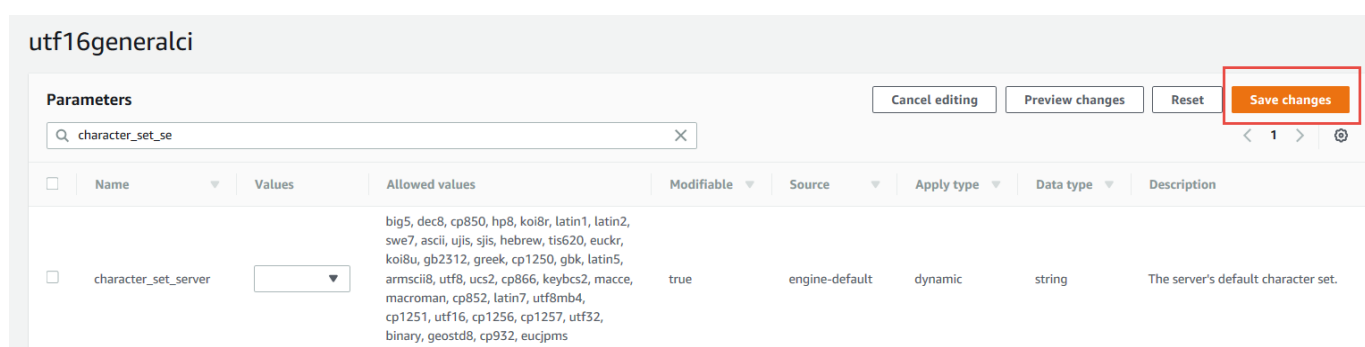 utf16generalci
Parameters
Cancel editing
Preview changes
Reset
Save changes
character_set_se
1
Name
Values
Allowed values
Modifiable
Source
Apply type
Data type
Description
character_set_server
big5, dec8, cp850, hp8, koi8r, latin1, latin2,
swe7, ascii, ujis, sjis, hebrew, tis620, euckr,
koi8u, gb2312, greek, cp1250, gbk, latin5,
armscii8, utf8, ucs2, cp866, keybcs2, macce,
macroman, cp852, latin7, utf8mb4,
cp1251, utf16, cp1256, cp1257, utf32,
binary, geostd8, cp932, eucjpms
true
engine-default
dynamic
string
The server's default character set.